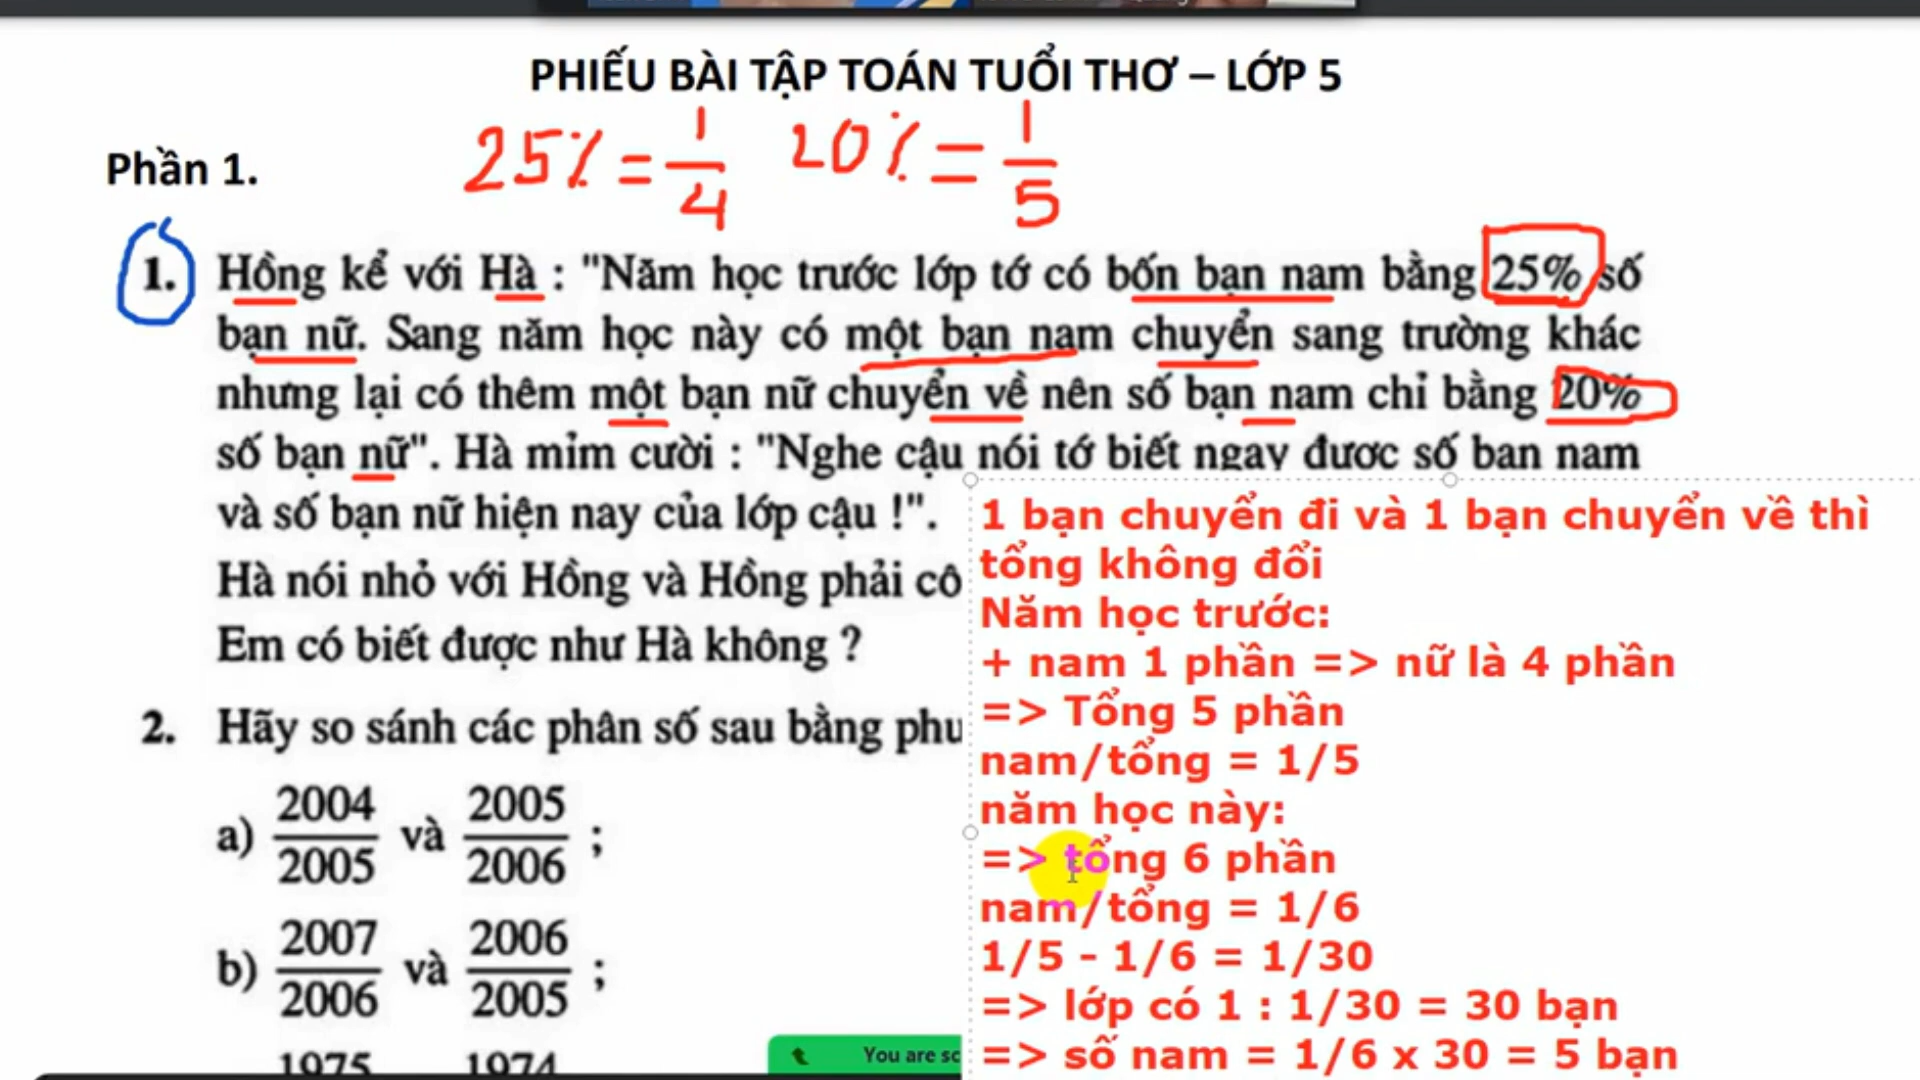 PHIẾU BÀI TẬP TOÁN TUỔI THƠ – LỚP 5
25% = 1/4 20% = 1/5
Phần 1.
1. Hồng kể với Hà : "Năm học trước lớp tớ có bốn bạn nam bằng 25% số
bạn nữ. Sang năm học này có một bạn nam chuyển sang trường khác
nhưng lại có thêm một bạn nữ chuyển về nên số bạn nam chỉ bằng 20%
số bạn nữ". Hà mỉm cười : "Nghe cậu nói tớ biết ngay được số bạn nam
và số bạn nữ hiện nay của lớp cậu !".
Hà nói nhỏ với Hồng và Hồng phải cô
Em có biết được như Hà không ?
2. Hãy so sánh các phân số sau bằng phư
a) 2004/2005 và 2005/2006 ;
b) 2007/2006 và 2006/2005 ;
1975 1974
You are sc
1 bạn chuyển đi và 1 bạn chuyển về thì
tổng không đổi
Năm học trước:
+ nam 1 phần => nữ là 4 phần
=> Tổng 5 phần
nam/tổng = 1/5
năm học này:
=> tổng 6 phần
nam/tổng = 1/6
1/5 - 1/6 = 1/30
=> lớp có 1 : 1/30 = 30 bạn
=> số nam = 1/6 x 30 = 5 bạn